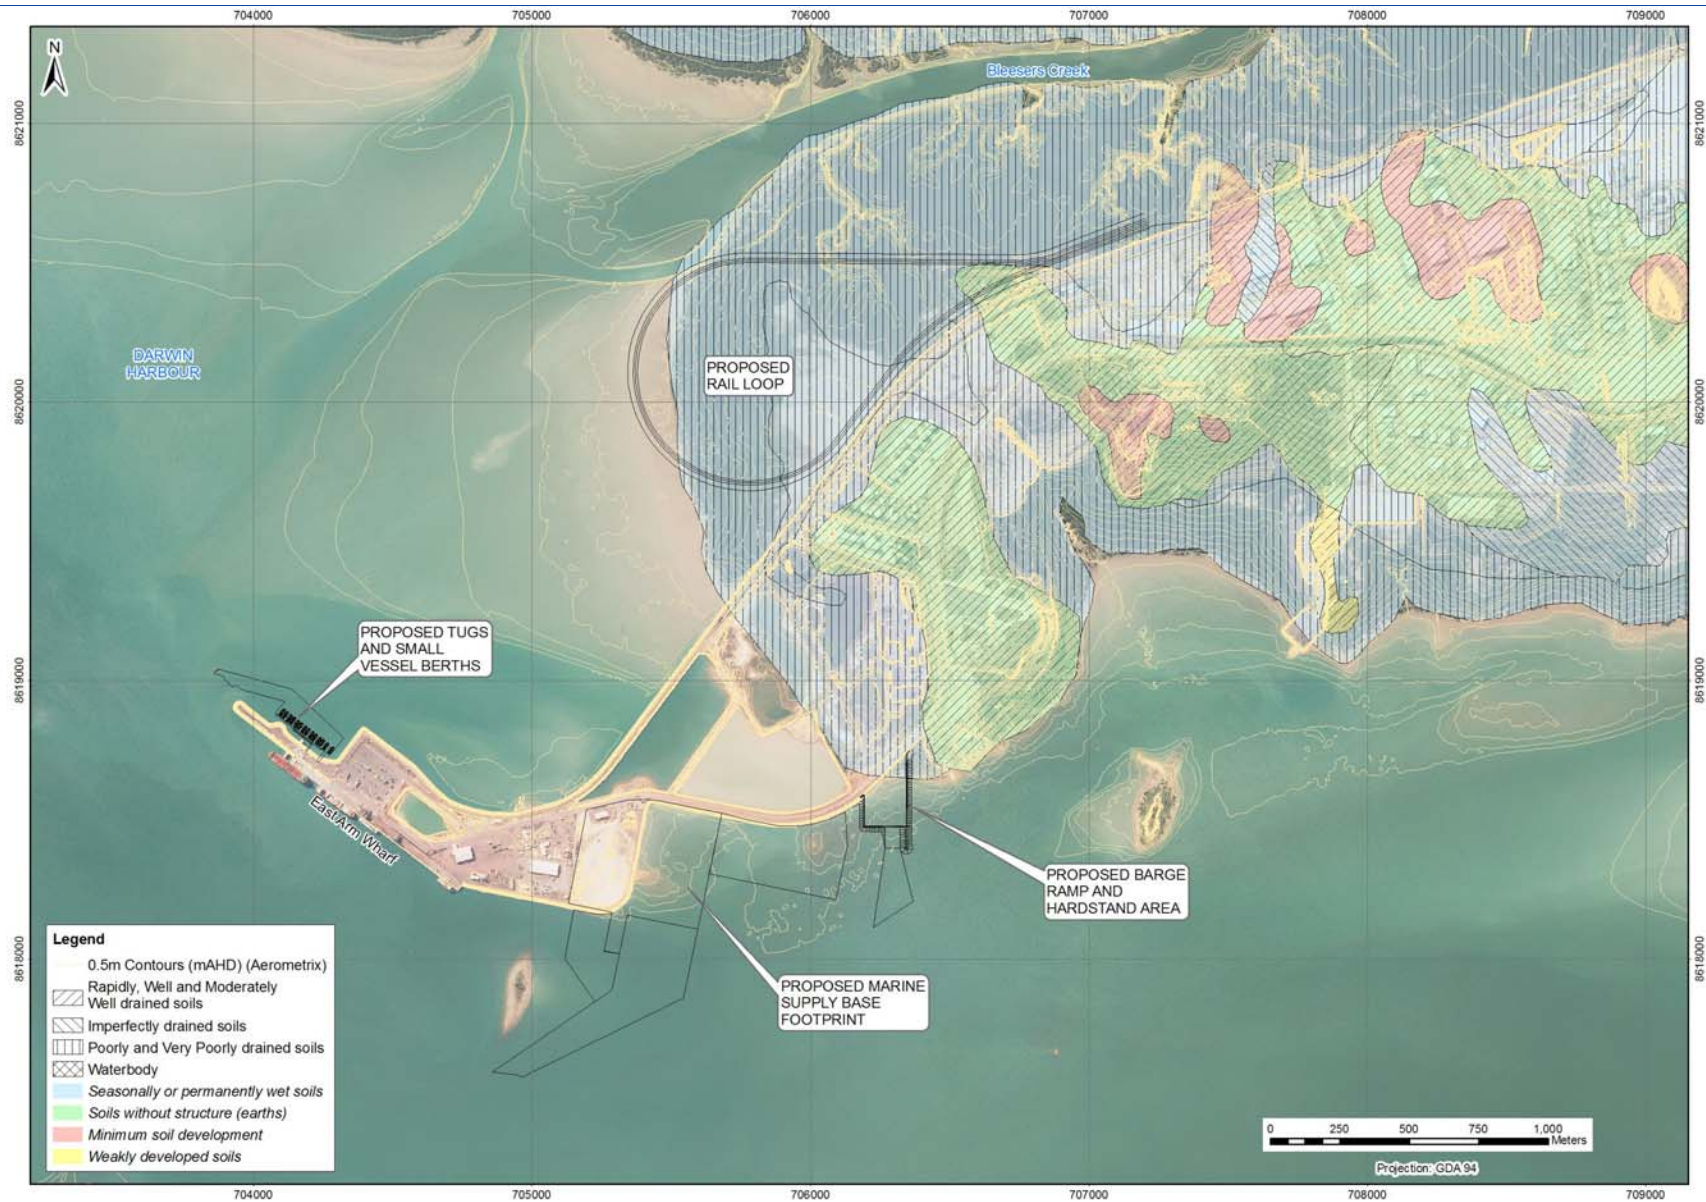 704000
705000
706000
707000
708000
709000
N
Bleesers Creek
8621000
8621000
DARWIN
HARBOUR
PROPOSED
RAIL LOOP
8620000
8620000
PROPOSED TUGS
AND SMALL
VESSEL BERTHS
8619000
8619000
East Arm Wharf
PROPOSED BARGE
RAMP AND
HARDSTAND AREA
8618000
8618000
PROPOSED MARINE
SUPPLY BASE
FOOTPRINT
Legend
0.5m Contours (mAHD) (Aerometrix)
Rapidly, Well and Moderately
Well drained soils
Imperfectly drained soils
Poorly and Very Poorly drained soils
Waterbody
Seasonally or permanently wet soils
Soils without structure (earths)
Minimum soil development
Weakly developed soils
0 250 500 750 1,000
Meters
Projection: GDA 94
704000
705000
706000
707000
708000
709000